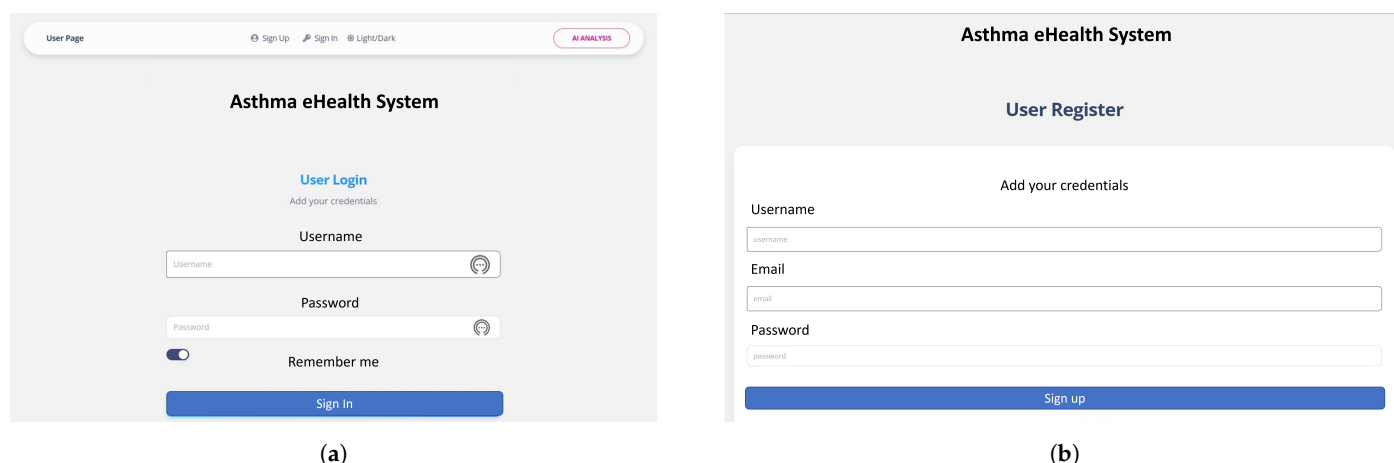 User Page Sign Up Sign In Light/Dark AI ANALYSIS
Asthma eHealth System
User Login
Add your credentials
Username
Username
Password
Password
Remember me
Sign In
(a)
Asthma eHealth System
User Register
Add your credentials
Username
username
Email
email
Password
password
Sign up
(b)